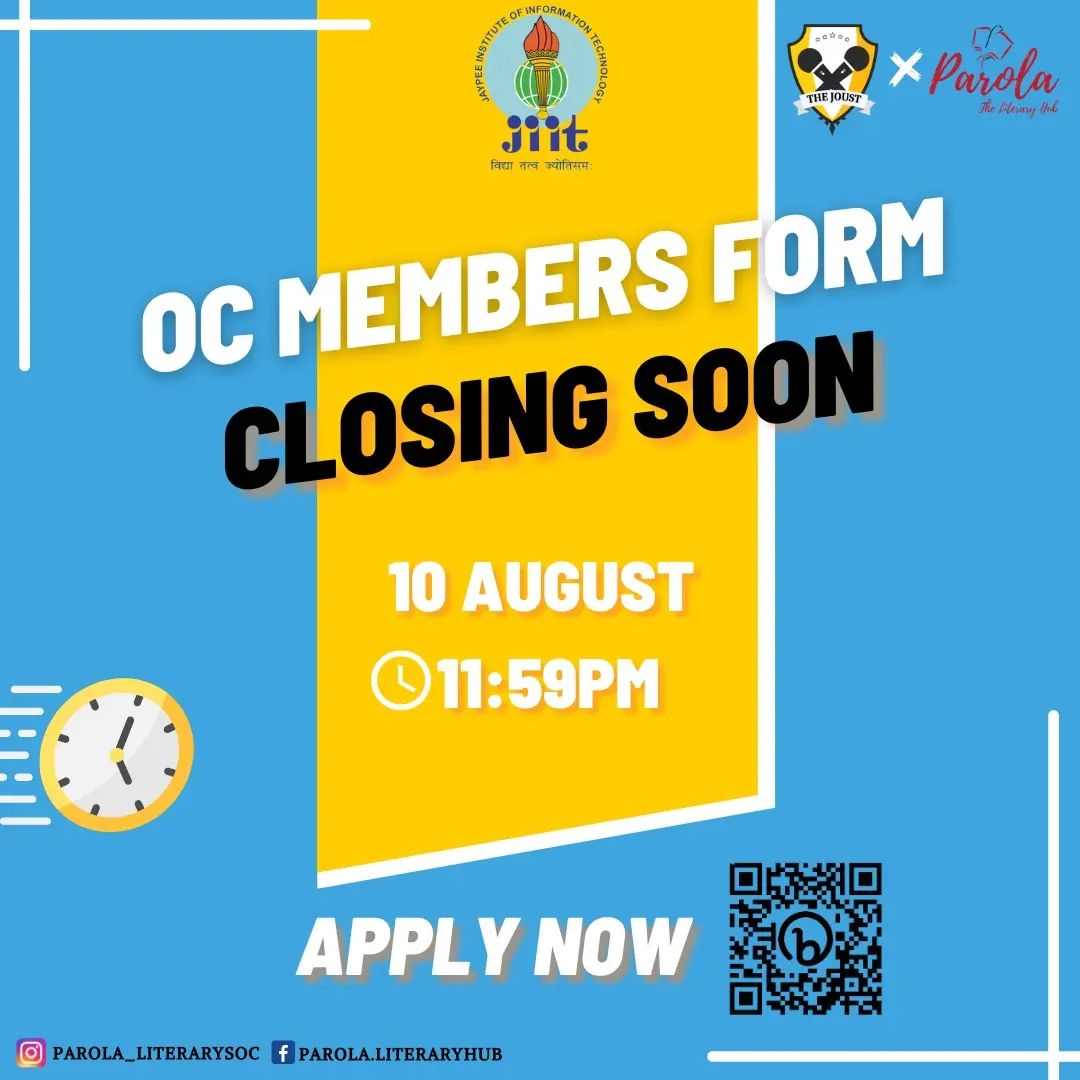 JAYPEE INSTITUTE OF INFORMATION TECHNOLOGY
jiit
विद्या तत्व ज्योतिसम:
THE JOUST
Parola
The Literary Hub
OC MEMBERS FORM
CLOSING SOON
10 AUGUST
11:59PM
APPLY NOW
b
PAROLA_LITERARYSOC
PAROLA.LITERARYHUB